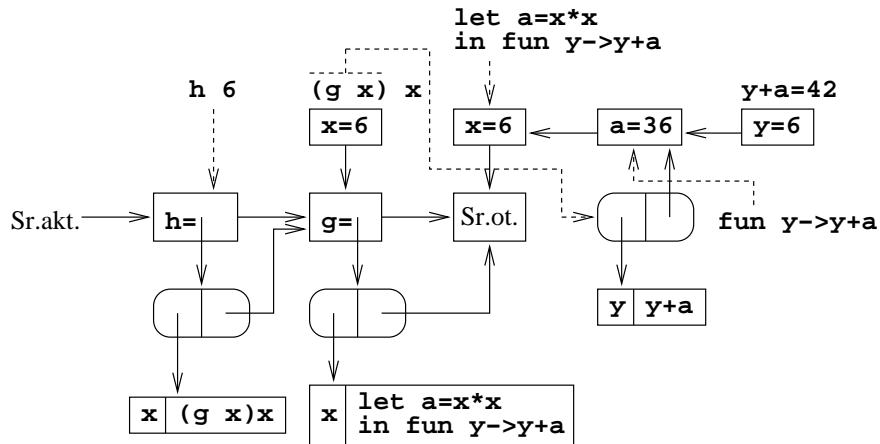 let a=x*x
in fun y->y+a
h 6
(g x) x
y+a=42
x=6
x=6
a=36
y=6
Sr.akt.
h=
g=
Sr.ot.
fun y->y+a
y y+a
x (g x)x
x let a=x*x
in fun y->y+a